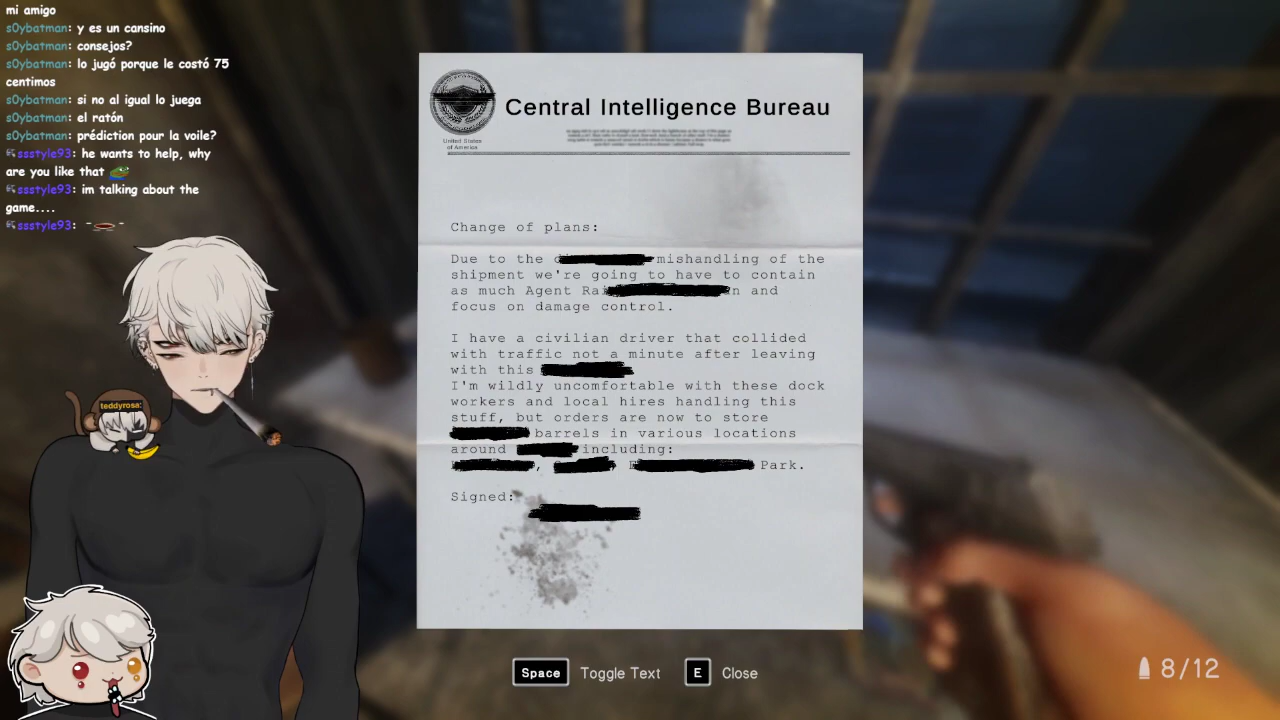 mi amigo
s0ybatman: y es un cansino
s0ybatman: consejos?
s0ybatman: lo jugó porque le costó 75
centimos
s0ybatman: si no al igual lo juega
s0ybatman: el ratón
s0ybatman: prédiction pour la voile?
ssstyle93: he wants to help, why
are you like that
ssstyle93: im talking about the
game....
ssstyle93:
teddyrosa:
Central Intelligence Bureau
United States
of America
Change of plans:
Due to the mishandling of the
shipment we're going to have to contain
as much Agent and
focus on damage control.
I have a civilian driver that collided
with traffic not a minute after leaving
with this
I'm wildly uncomfortable with these dock
workers and local hires handling this
stuff, but orders are now to store
barrels in various locations
around including:
, Park.
Signed:
Space Toggle Text E Close
8/12